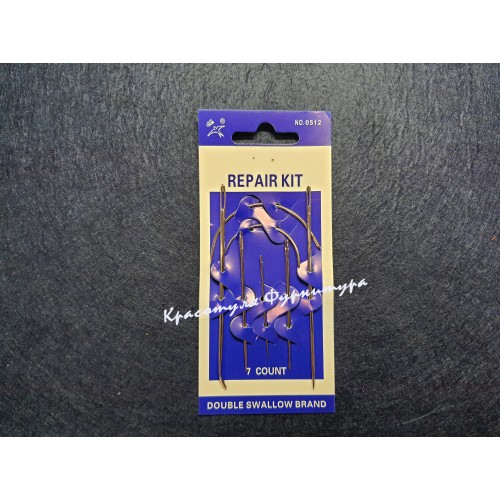 NO.0512
REPAIR KIT
Красотуля Фурнитура
7 COUNT
DOUBLE SWALLOW BRAND